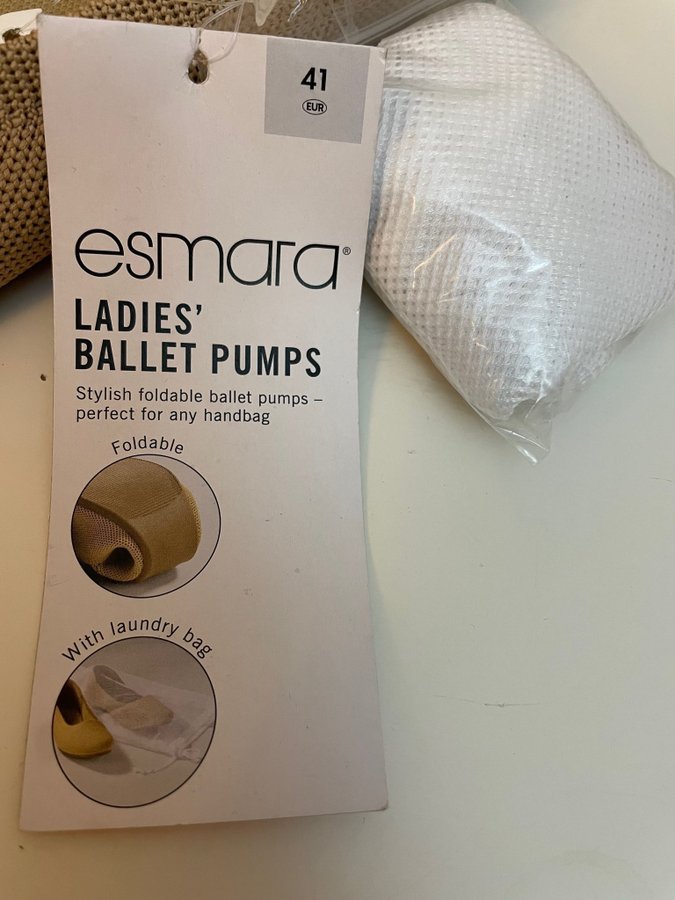 41
EUR
esmara®
LADIES'
BALLET PUMPS
Stylish foldable ballet pumps –
perfect for any handbag
Foldable
With laundry bag